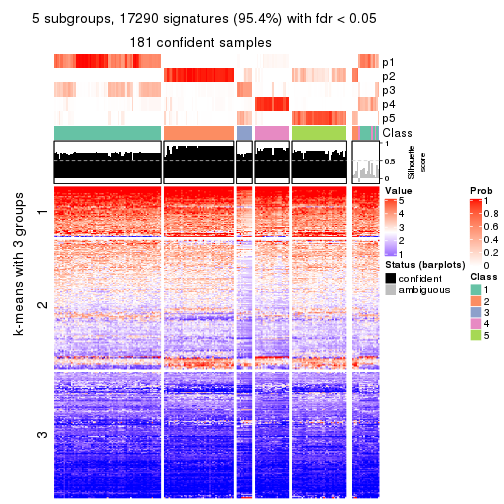 5 subgroups, 17290 signatures (95.4%) with fdr < 0.05
181 confident samples
p1
p2
p3
p4
p5
Class
1
0.5
0
Silhouette
score
k-means with 3 groups
1
2
3
Value
5
4
3
2
1
Status (barplots)
confident
ambiguous
Prob
1
0.8
0.6
0.4
0.2
0
Class
1
2
3
4
5